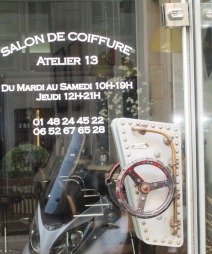 SALON DE COIFFURE
ATELIER 13
DU MARDI AU SAMEDI 10H-19H
JEUDI 12H-21H
01 48 24 45 22
06 52 67 65 28